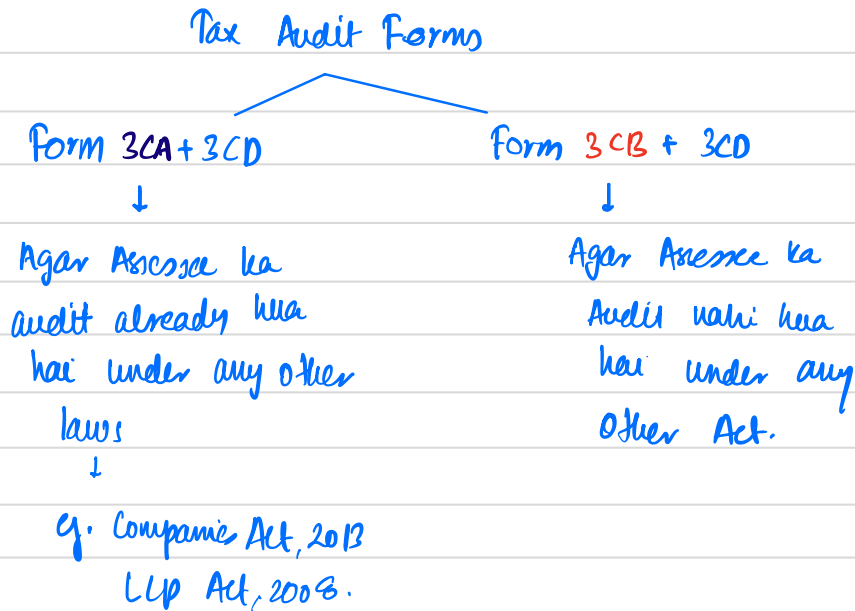 Tax Audit Forms
Form 3CA + 3CD
Agar Assessee ka
audit already hua
hai under any other
laws
eg. Companies Act, 2013
LLP Act, 2008.
Form 3CB + 3CD
Agar Assessee ka
Audit nahi hua
hai under any
Other Act.